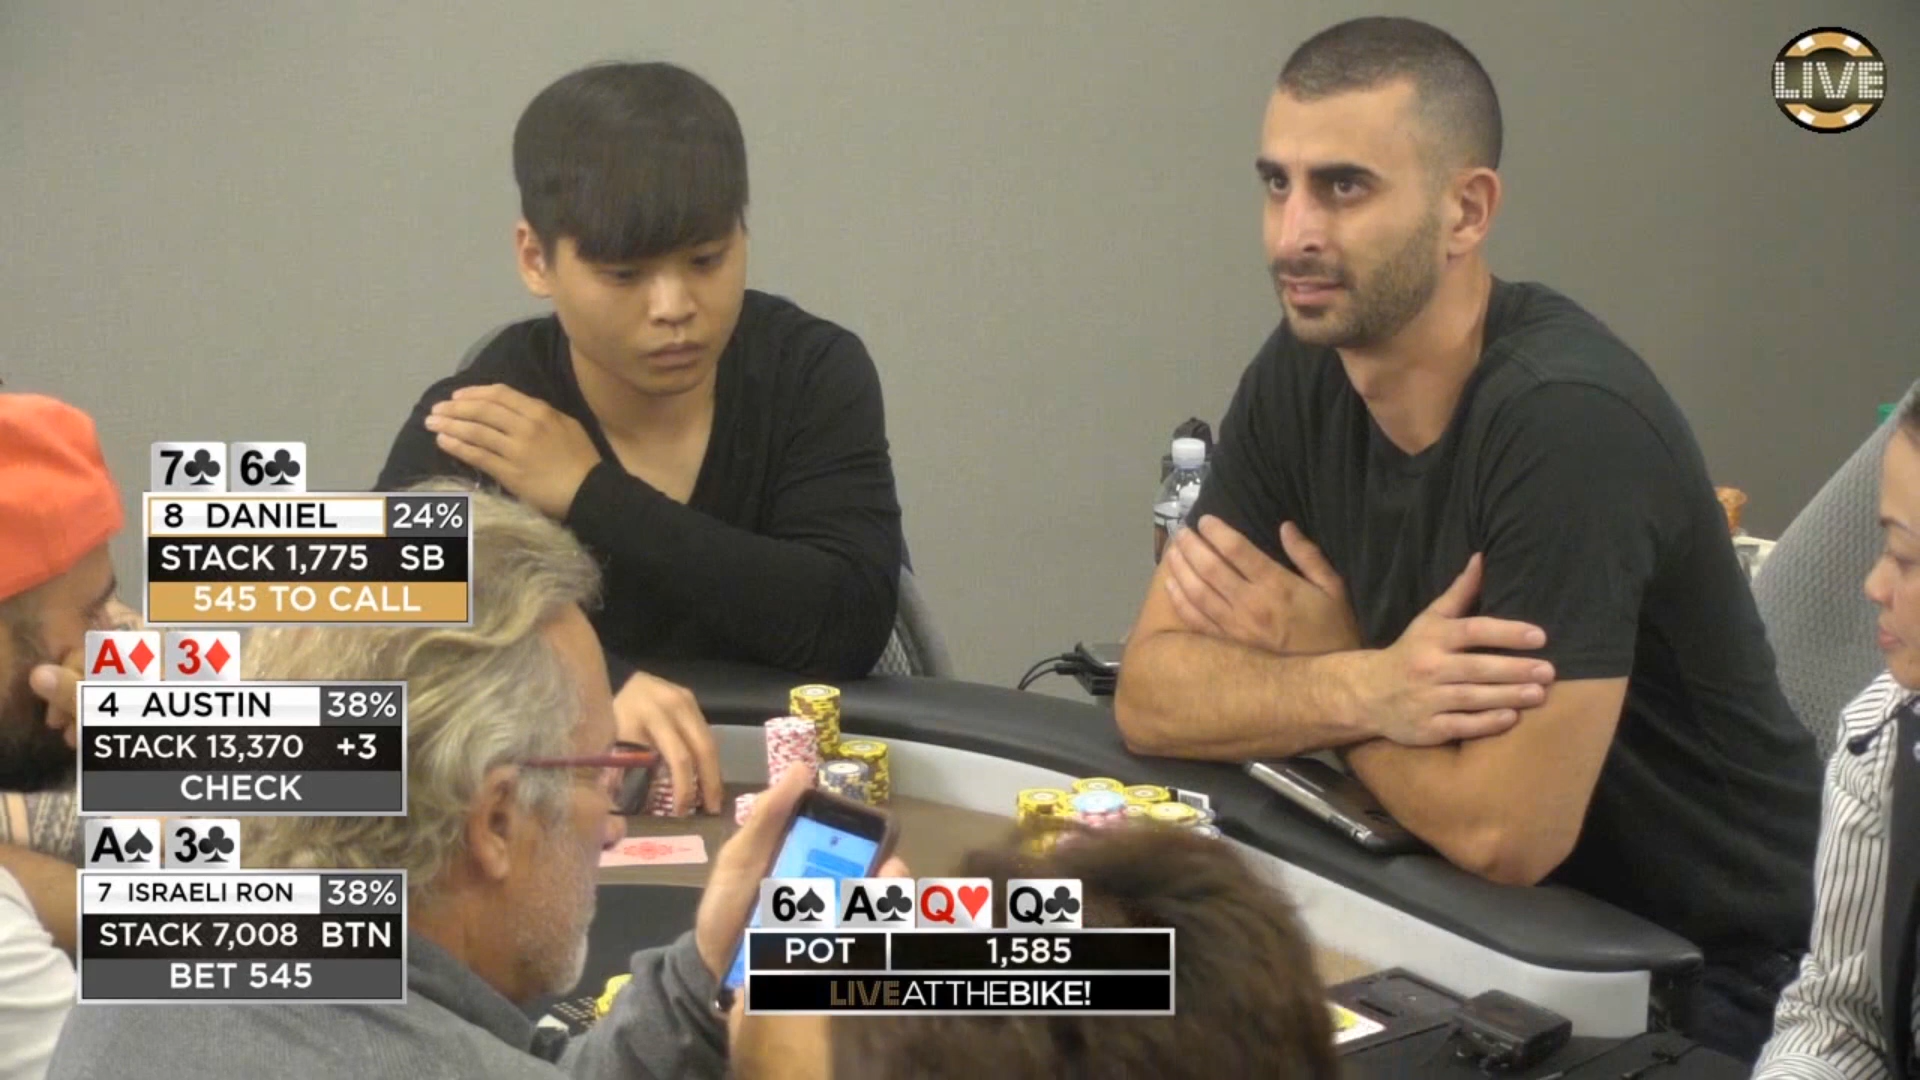 LIVE
7♣ 6♣
8 DANIEL 24%
STACK 1,775 SB
545 TO CALL
A♦ 3♦
4 AUSTIN 38%
STACK 13,370 +3
CHECK
A♠ 3♣
7 ISRAELI RON 38%
STACK 7,008 BTN
BET 545
6♠ A♣ Q♥ Q♣
POT 1,585
LIVEATTHEBIKE!